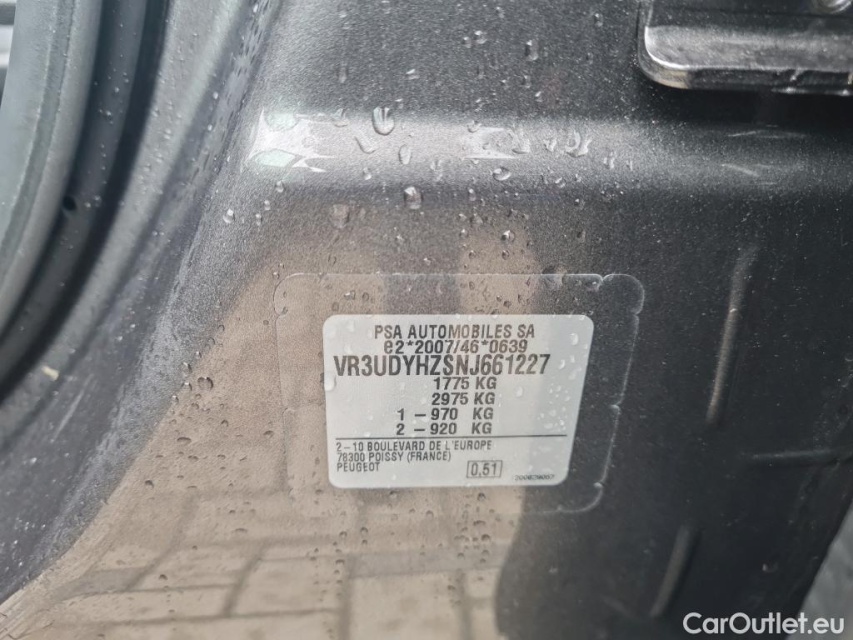 PSA AUTOMOBILES SA
e2*2007/46*0639
VR3UDYHZSNJ661227
1775 KG
2975 KG
1 – 970 KG
2 – 920 KG
2–10 BOULEVARD DE L'EUROPE
78300 POISSY (FRANCE)
PEUGEOT
0,51
CarOutlet.eu